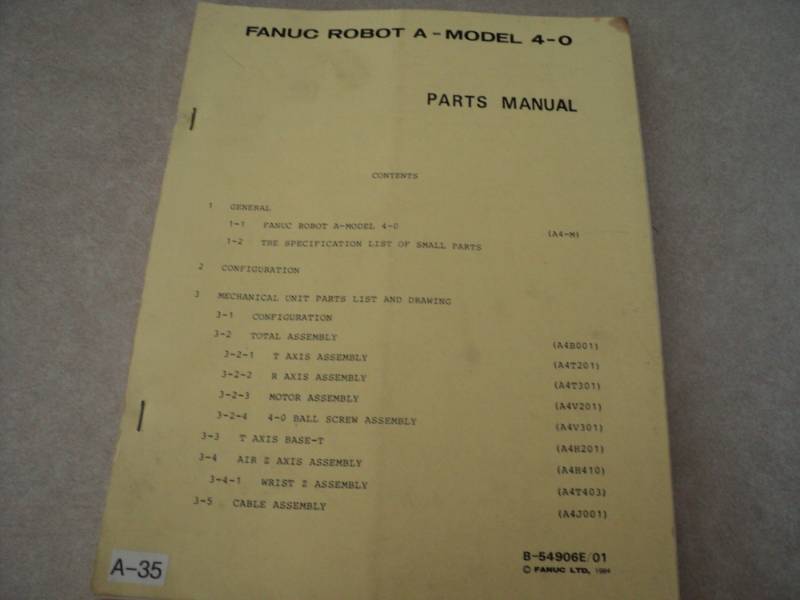 FANUC ROBOT A-MODEL 4-0
PARTS MANUAL
CONTENTS
1 GENERAL
1-1 FANUC ROBOT A-MODEL 4-0 (A4-M)
1-2 THE SPECIFICATION LIST OF SMALL PARTS
2 CONFIGURATION
3 MECHANICAL UNIT PARTS LIST AND DRAWING
3-1 CONFIGURATION
3-2 TOTAL ASSEMBLY (A4B001)
3-2-1 T AXIS ASSEMBLY (A4T201)
3-2-2 R AXIS ASSEMBLY (A4T301)
3-2-3 MOTOR ASSEMBLY (A4V201)
3-2-4 4-0 BALL SCREW ASSEMBLY (A4V301)
3-3 T AXIS BASE-T (A4H201)
3-4 AIR Z AXIS ASSEMBLY (A4H410)
3-4-1 WRIST Z ASSEMBLY (A4T403)
3-5 CABLE ASSEMBLY (A4J001)
B-54906E/01
© FANUC LTD, 1984
A-35